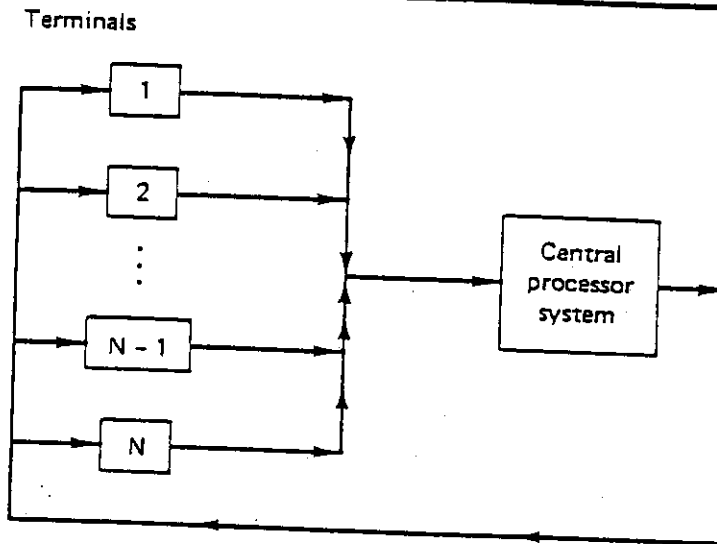 Terminals
1
2
N - 1
N
Central
processor
system